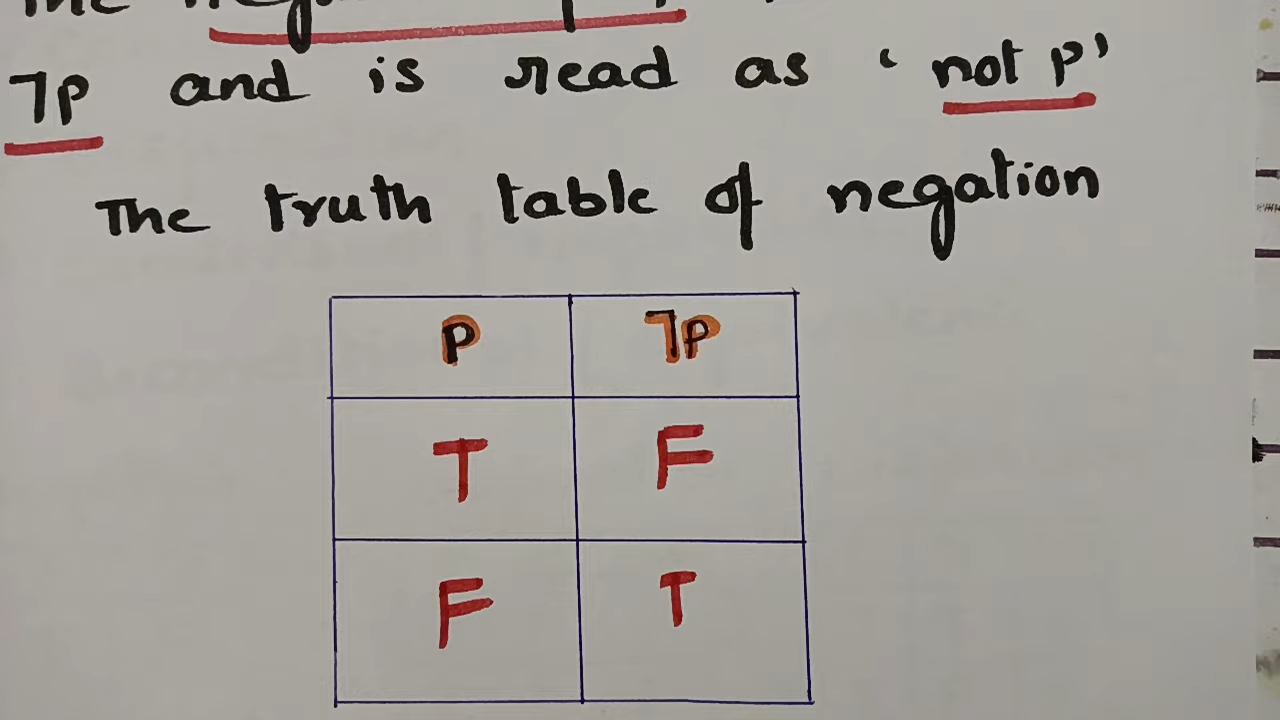 ¬p and is read as 'not p'
The truth table of negation
P ¬P
T F
F T